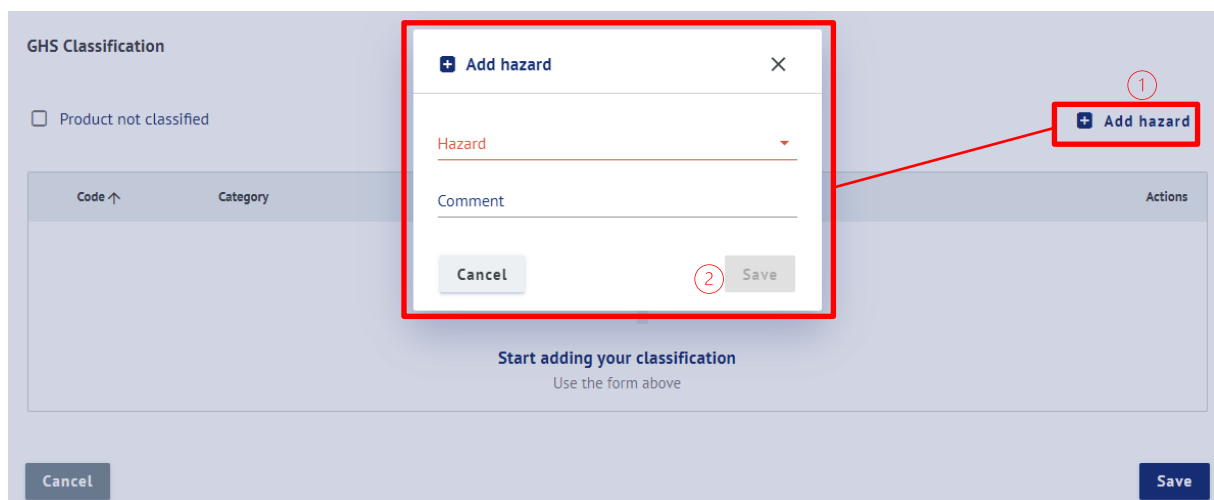 GHS Classification
Add hazard
1
Product not classified
Add hazard
Hazard
Code Category Actions
Comment
Cancel 2 Save
Start adding your classification
Use the form above
Cancel Save